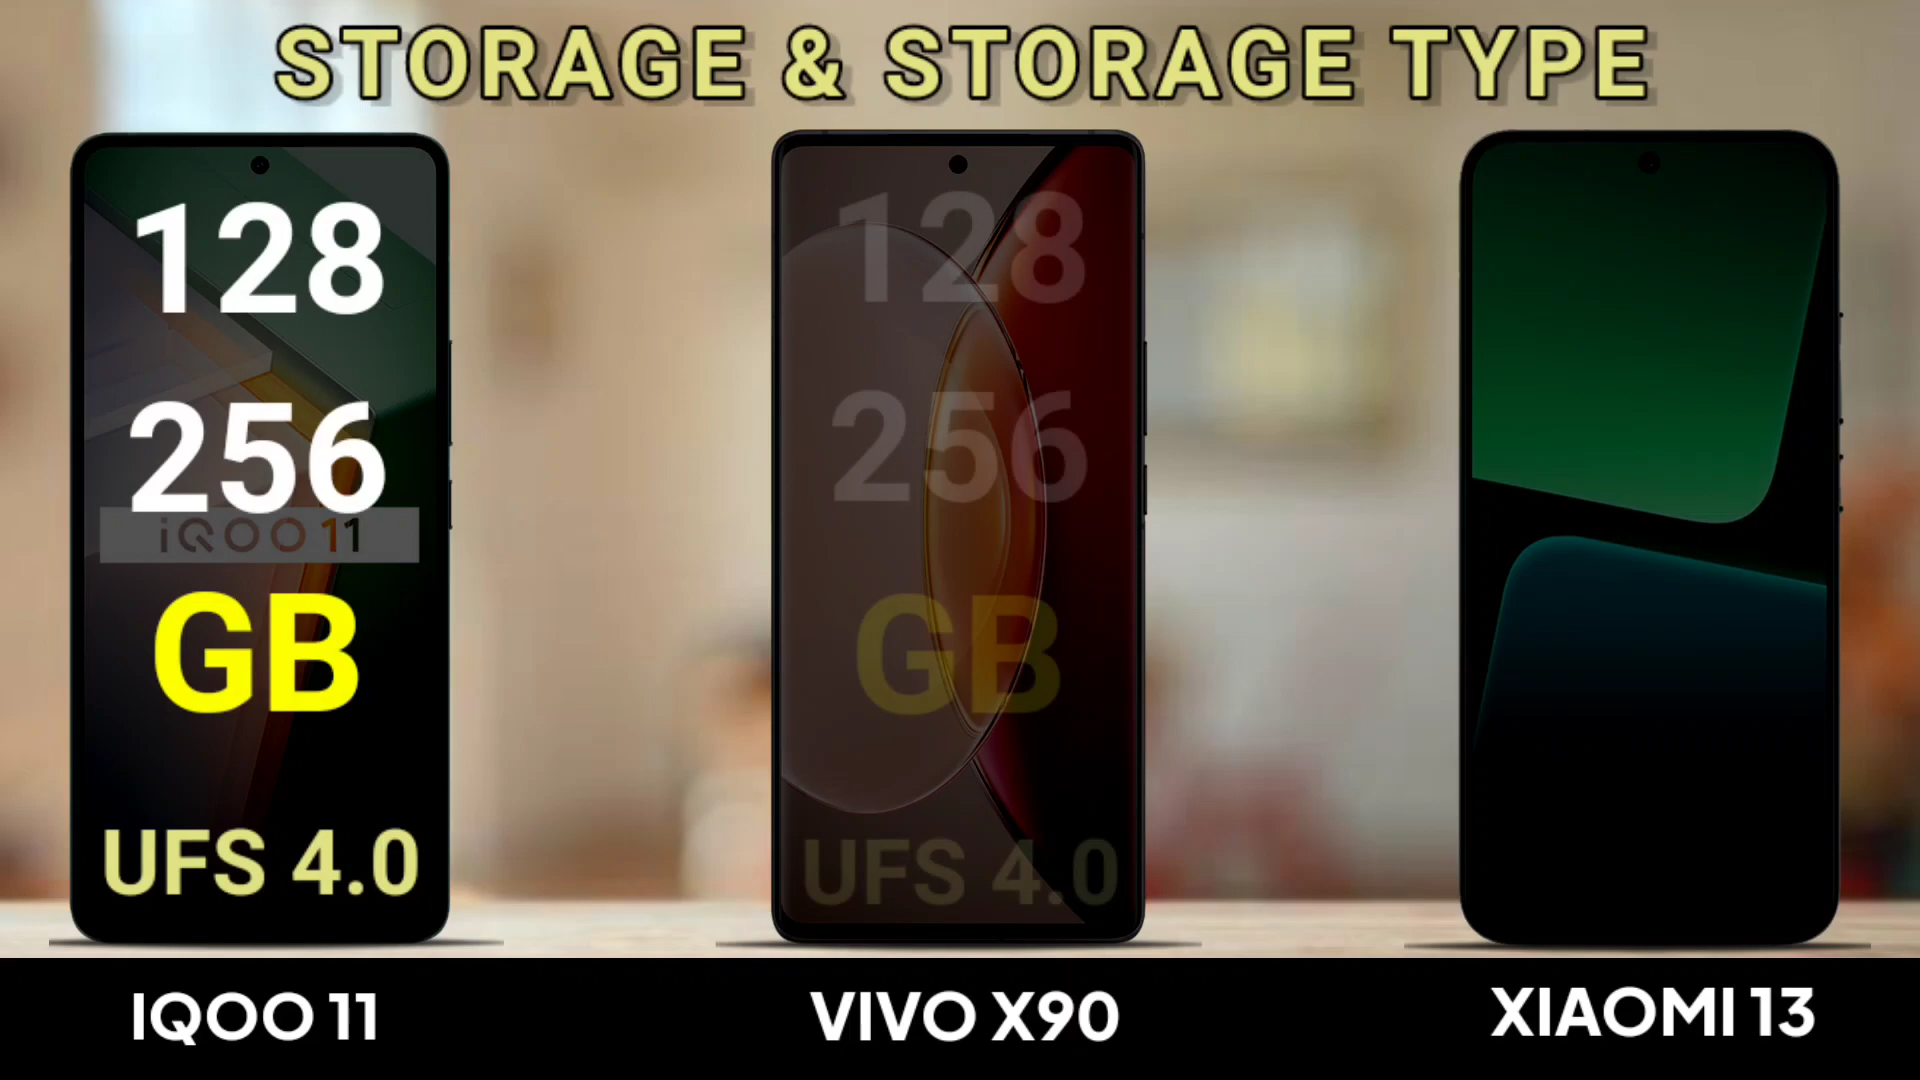 STORAGE & STORAGE TYPE
128
256
iQOO 11
GB
UFS 4.0
128
256
GB
UFS 4.0
IQOO 11
VIVO X90
XIAOMI 13